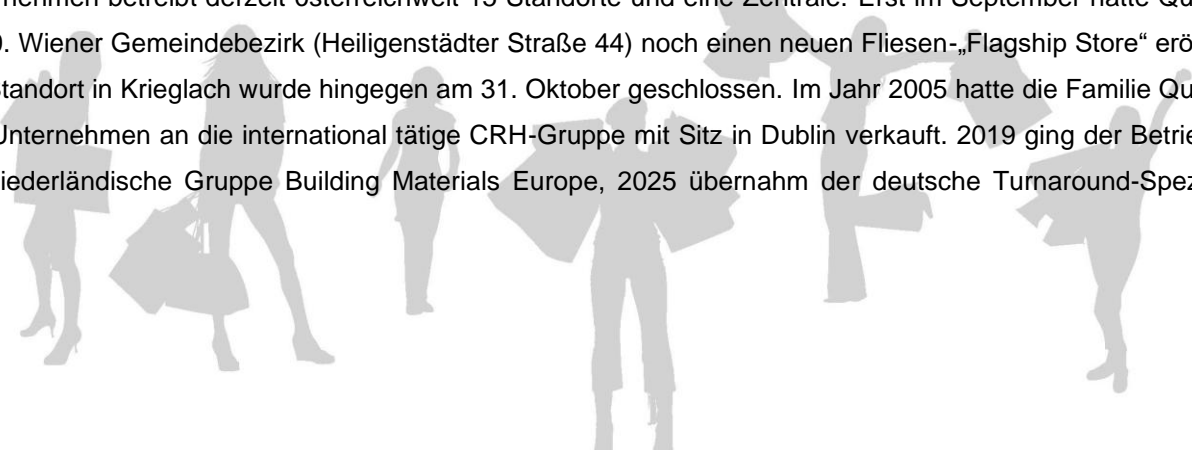 nehmen betreibt derzeit österreichweit 15 Standorte und eine Zentrale. Erst im September hatte Qu
. Wiener Gemeindebezirk (Heiligenstädter Straße 44) noch einen neuen Fliesen-„Flagship Store“ erö
tandort in Krieglach wurde hingegen am 31. Oktober geschlossen. Im Jahr 2005 hatte die Familie Qu
Unternehmen an die international tätige CRH-Gruppe mit Sitz in Dublin verkauft. 2019 ging der Betrie
iederländische Gruppe Building Materials Europe, 2025 übernahm der deutsche Turnaround-Spez